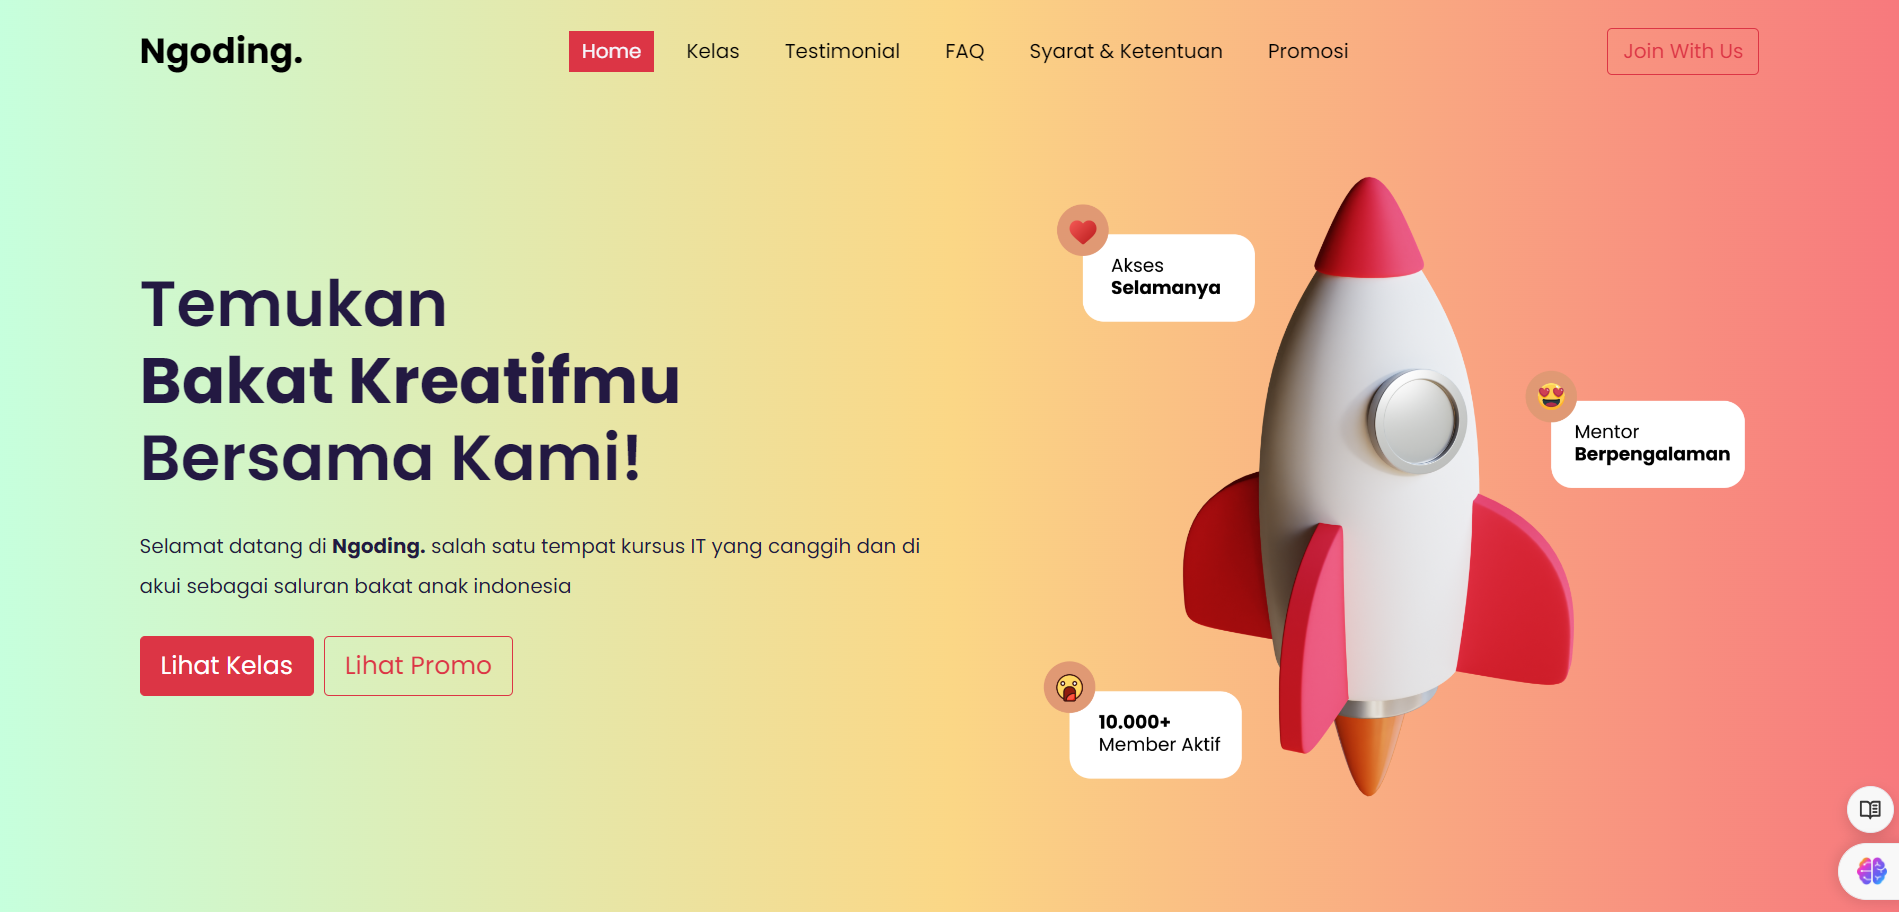 Ngoding.
Home
Kelas
Testimonial
FAQ
Syarat & Ketentuan
Promosi
Join With Us
Temukan
Bakat Kreatifmu
Bersama Kami!
Selamat datang di Ngoding. salah satu tempat kursus IT yang canggih dan di
akui sebagai saluran bakat anak indonesia
Lihat Kelas
Lihat Promo
Akses
Selamanya
Mentor
Berpengalaman
10.000+
Member Aktif